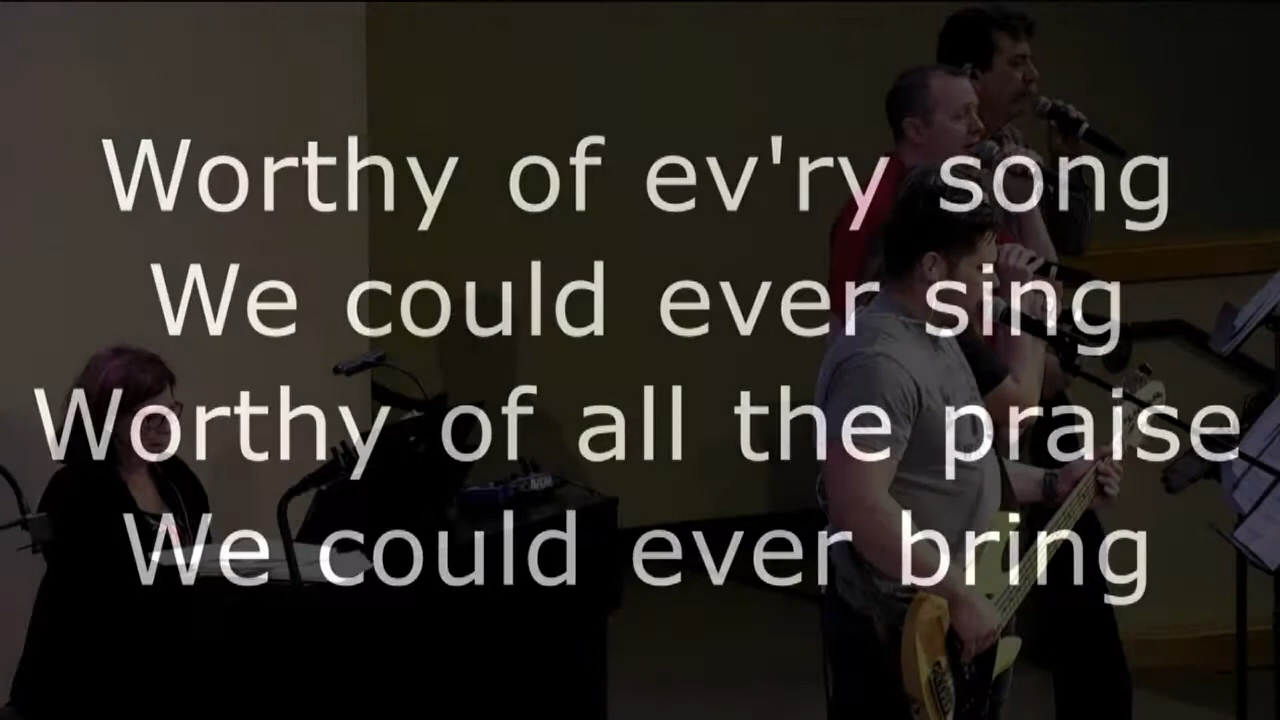 Worthy of ev'ry song
We could ever sing
Worthy of all the praise
We could ever bring